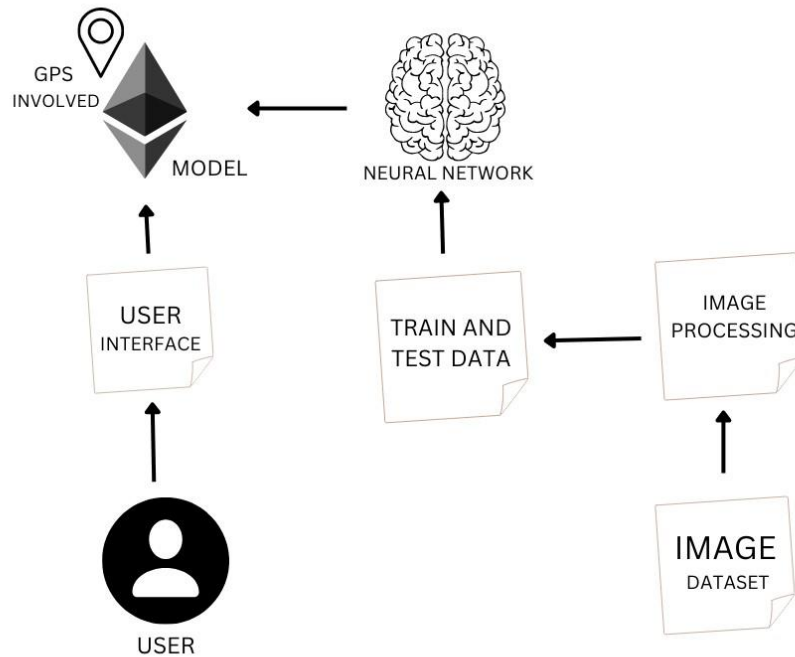 GPS
INVOLVED
MODEL
NEURAL NETWORK
USER
INTERFACE
TRAIN AND
TEST DATA
IMAGE
PROCESSING
IMAGE
DATASET
USER